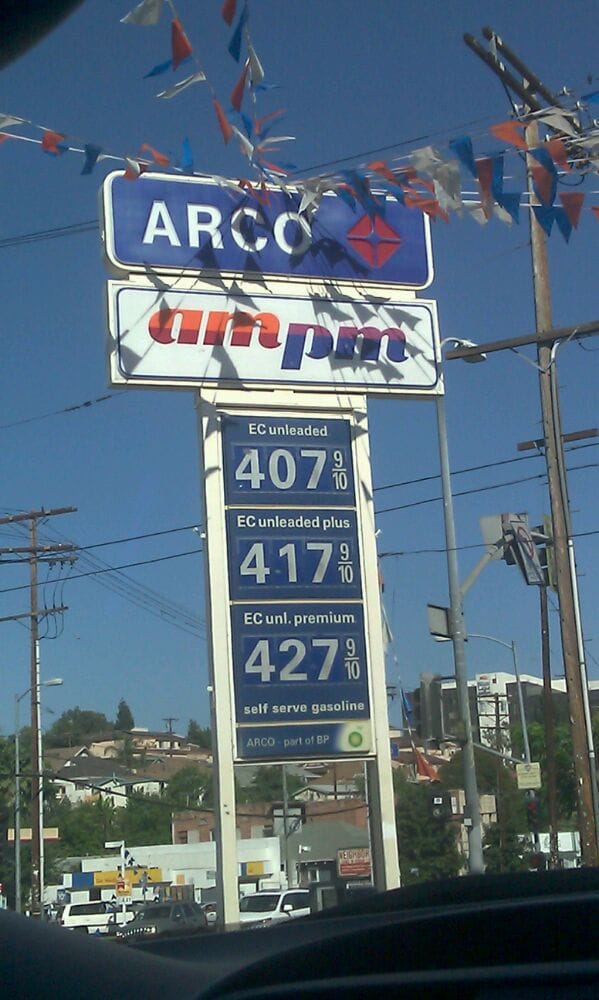 ARCO
ampm
EC unleaded
407 9/10
EC unleaded plus
417 9/10
EC unl. premium
427 9/10
self serve gasoline
ARCO - part of BP
bp